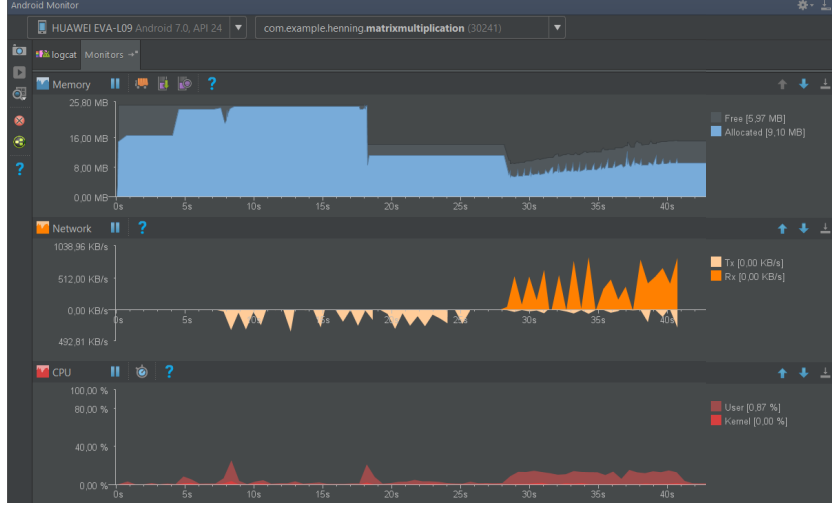 Android Monitor
HUAWEI EVA-L09 Android 7.0, API 24
com.example.henning.matrixmultiplication (30241)
logcat Monitors →*
Memory ?
25,80 MB
16,00 MB
8,00 MB
0,00 MB
0s 5s 10s 15s 20s 25s 30s 35s 40s
Free [5,97 MB]
Allocated [9,10 MB]
Network ?
1038,96 KB/s
512,00 KB/s
0,00 KB/s
492,81 KB/s
0s 5s 10s 15s 20s 25s 30s 35s 40s
Tx [0,00 KB/s]
Rx [0,00 KB/s]
CPU ?
100,00 %
80,00 %
40,00 %
0,00 %
0s 5s 10s 15s 20s 25s 30s 35s 40s
User [0,87 %]
Kernel [0,00 %]
?